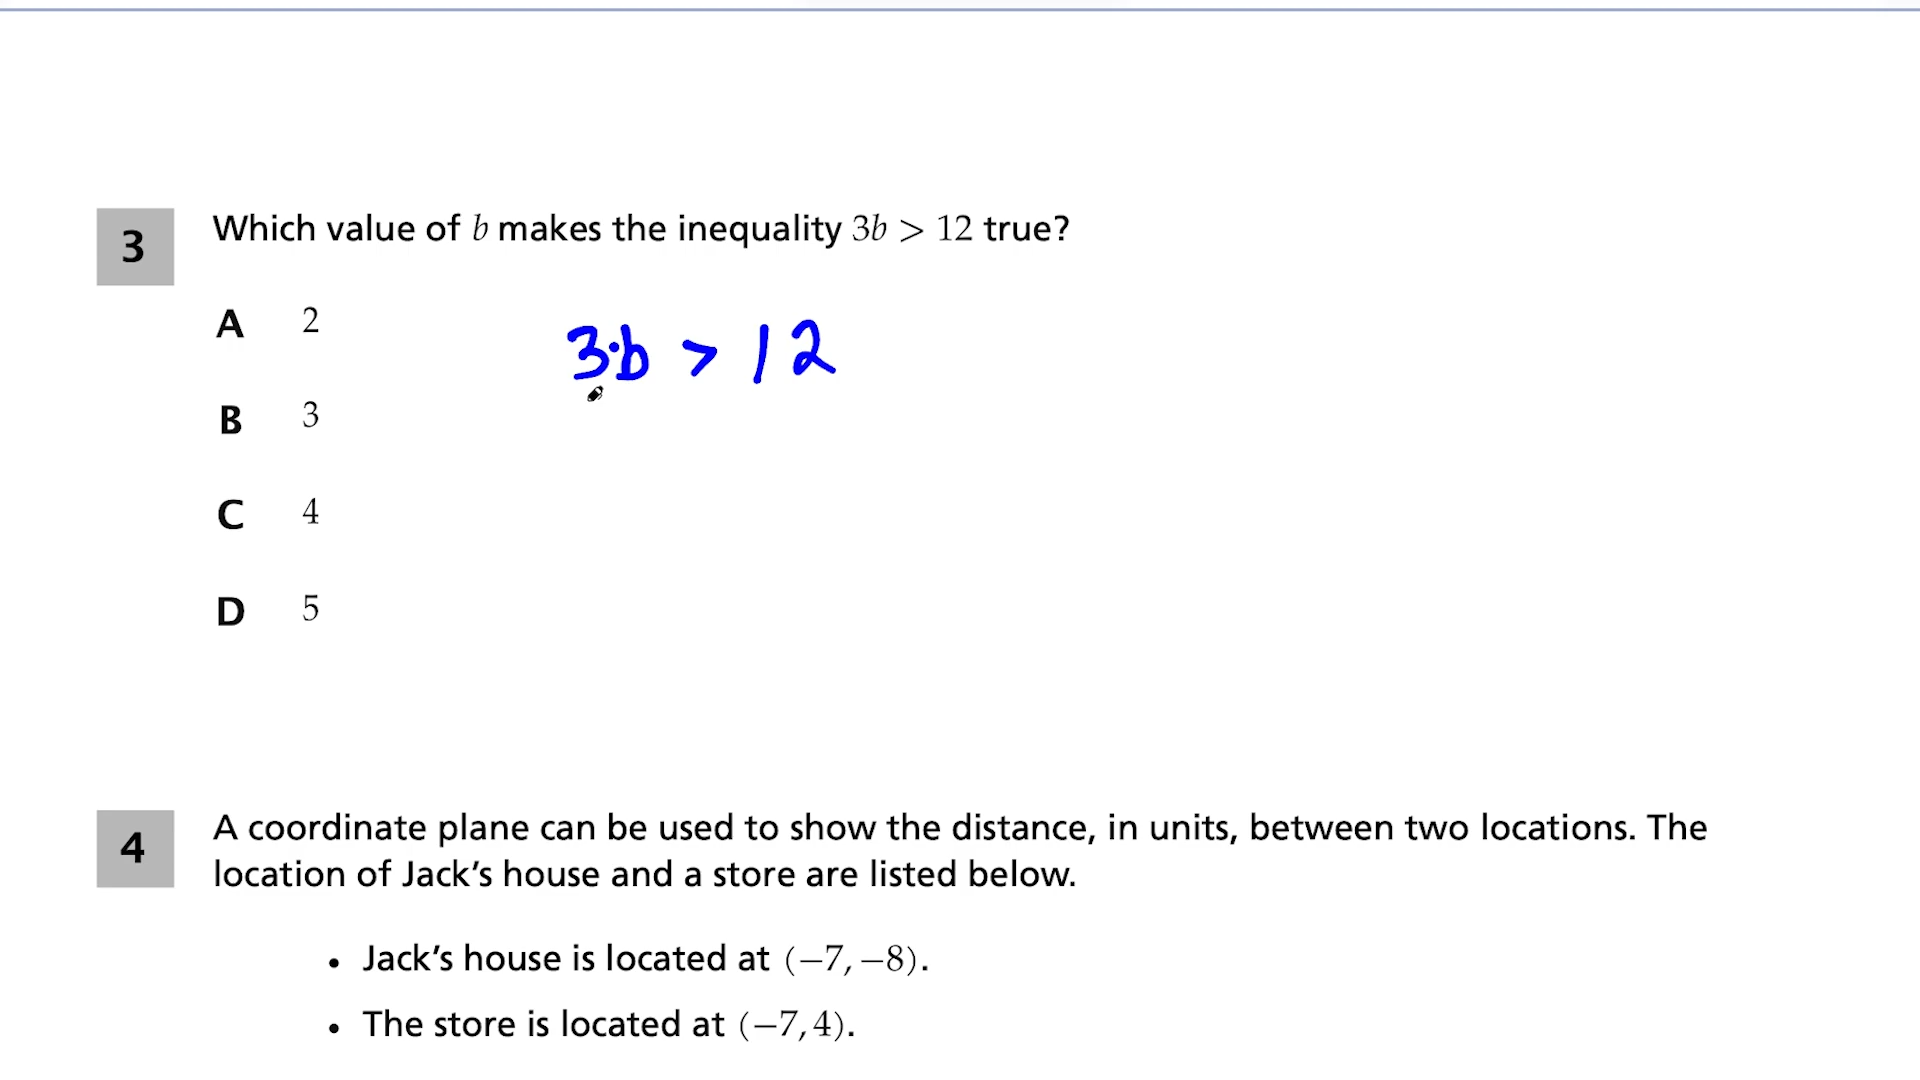 3 Which value of b makes the inequality 3b > 12 true?
A 2
3·b > 12
B 3
C 4
D 5
4 A coordinate plane can be used to show the distance, in units, between two locations. The
location of Jack’s house and a store are listed below.
• Jack’s house is located at (−7, −8).
• The store is located at (−7, 4).